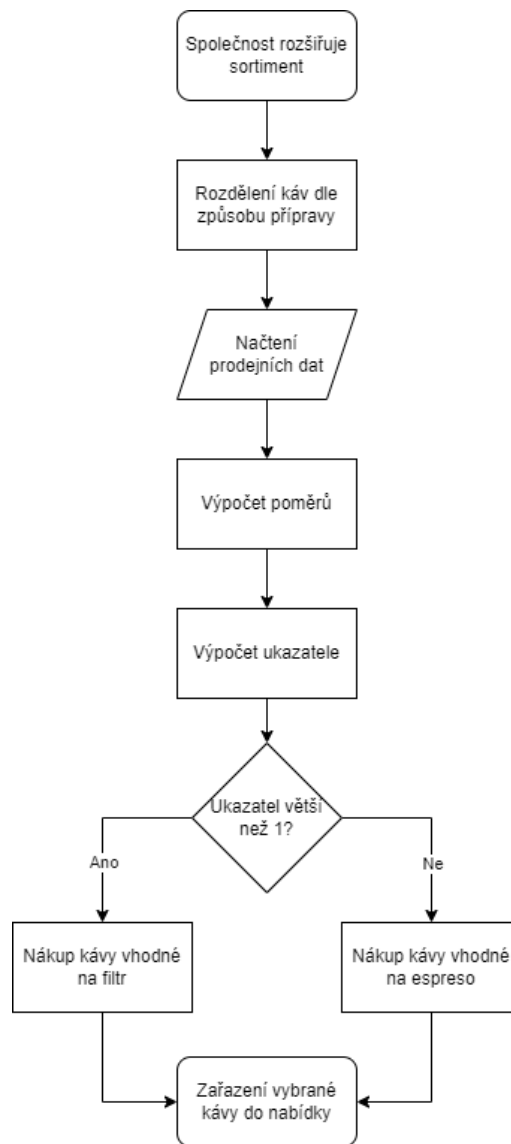 Společnost rozšiřuje
sortiment
Rozdělení káv dle
způsobu přípravy
Načtení
prodejních dat
Výpočet poměrů
Výpočet ukazatele
Ukazatel větší
než 1?
Ano
Ne
Nákup kávy vhodné
na filtr
Nákup kávy vhodné
na espreso
Zařazení vybrané
kávy do nabídky